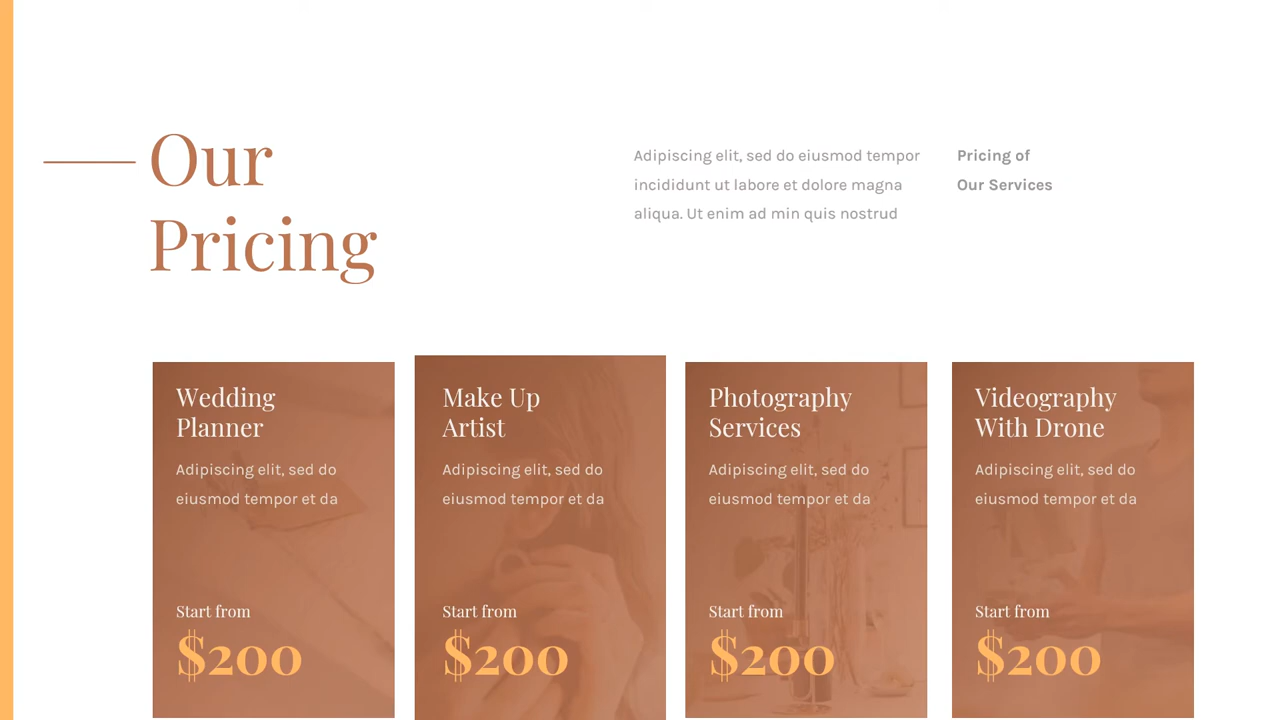 Our
Pricing
Adipiscing elit, sed do eiusmod tempor
incididunt ut labore et dolore magna
aliqua. Ut enim ad min quis nostrud
Pricing of
Our Services
Wedding
Planner
Adipiscing elit, sed do
eiusmod tempor et da
Start from
$200
Make Up
Artist
Adipiscing elit, sed do
eiusmod tempor et da
Start from
$200
Photography
Services
Adipiscing elit, sed do
eiusmod tempor et da
Start from
$200
Videography
With Drone
Adipiscing elit, sed do
eiusmod tempor et da
Start from
$200